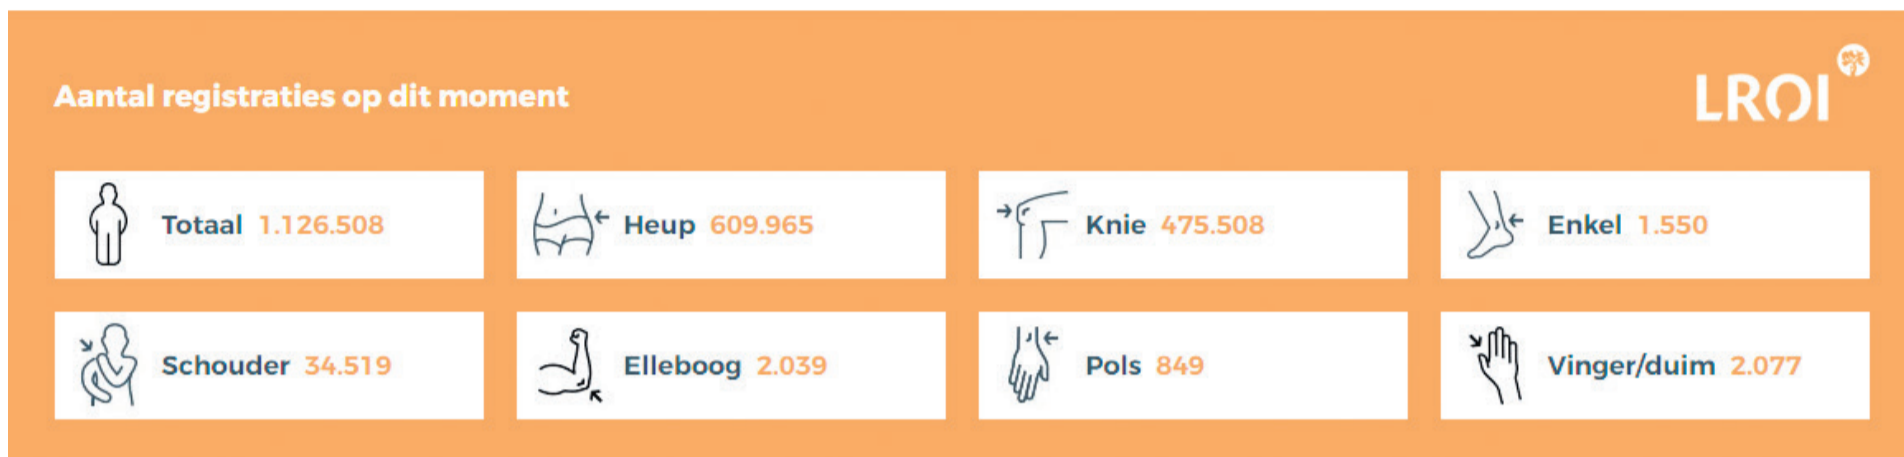 Aantal registraties op dit moment
LROI
Totaal 1.126.508
Heup 609.965
Knie 475.508
Enkel 1.550
Schouder 34.519
Elleboog 2.039
Pols 849
Vinger/duim 2.077